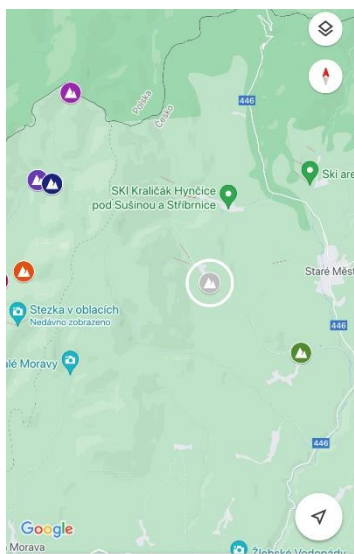 446
Polska
Česko
SKI Kraličák Hynčice
pod Sušinou a Stříbrnice
Ski are
Staré Měst
Stezka v oblacích
Nedávno zobrazeno
alé Moravy
446
446
Google
Morava
Žlebské Vodopády